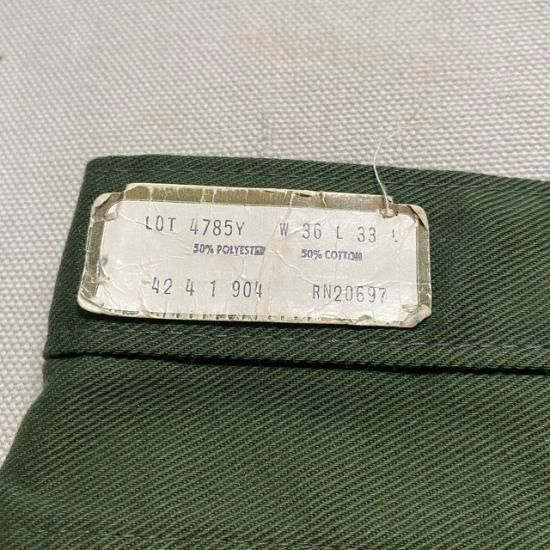 LOT 4785Y W 36 L 33
50% POLYESTER 50% COTTON
42 4 1 904 RN20697